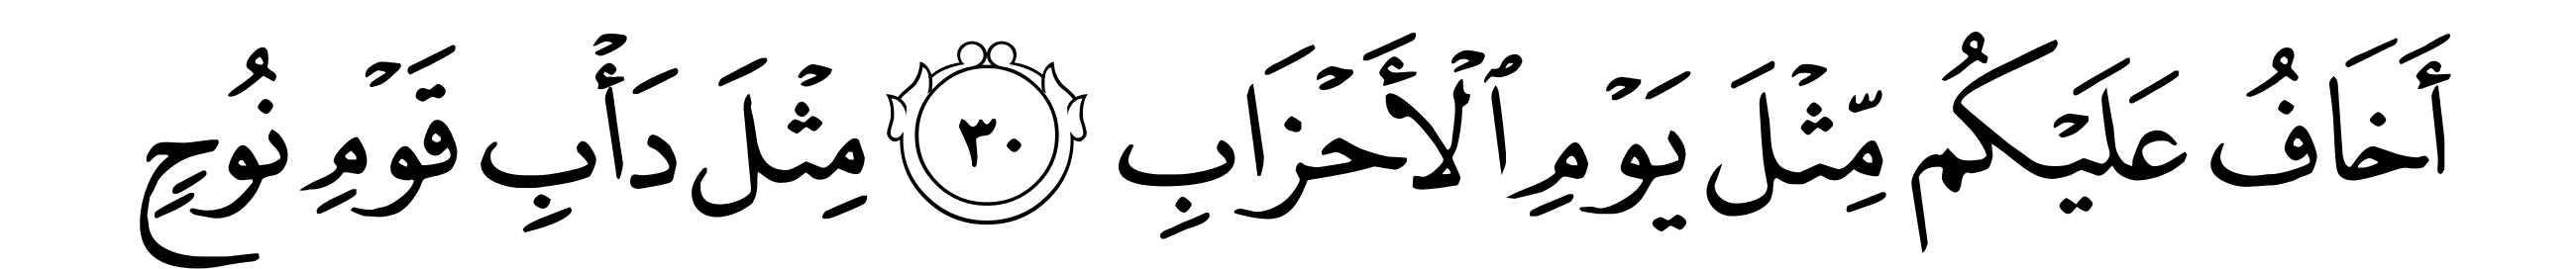 أَخَافُ عَلَيْكُم مِّثْلَ يَوْمِ ٱلْأَحْزَابِ ٣٠ مِثْلَ دَأْبِ قَوْمِ نُوحٍ